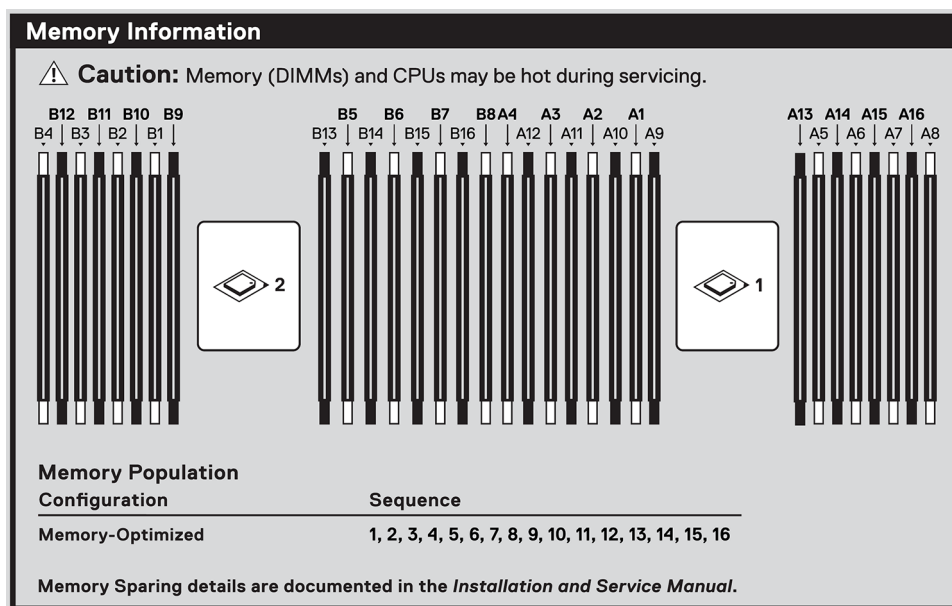 Memory Information
Caution: Memory (DIMMs) and CPUs may be hot during servicing.
B12 B11 B10 B9 B5 B6 B7 B8 A4 A3 A2 A1 A13 A14 A15 A16
B4 B3 B2 B1 B13 B14 B15 B16 A12 A11 A10 A9 A5 A6 A7 A8
2 1
Memory Population
Configuration Sequence
Memory-Optimized 1, 2, 3, 4, 5, 6, 7, 8, 9, 10, 11, 12, 13, 14, 15, 16
Memory Sparing details are documented in the Installation and Service Manual.